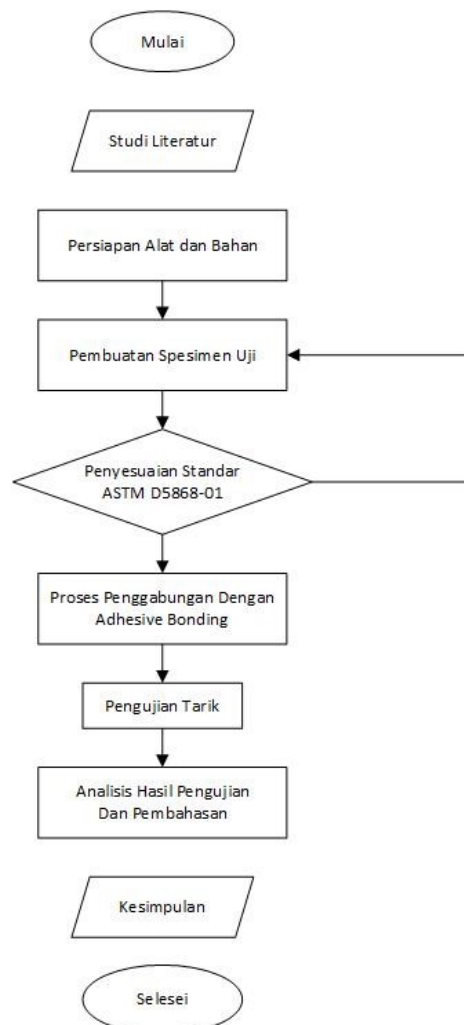 Mulai
Studi Literatur
Persiapan Alat dan Bahan
Pembuatan Spesimen Uji
Penyesuaian Standar
ASTM D5868-01
Proses Penggabungan Dengan
Adhesive Bonding
Pengujian Tarik
Analisis Hasil Pengujian
Dan Pembahasan
Kesimpulan
Selesei